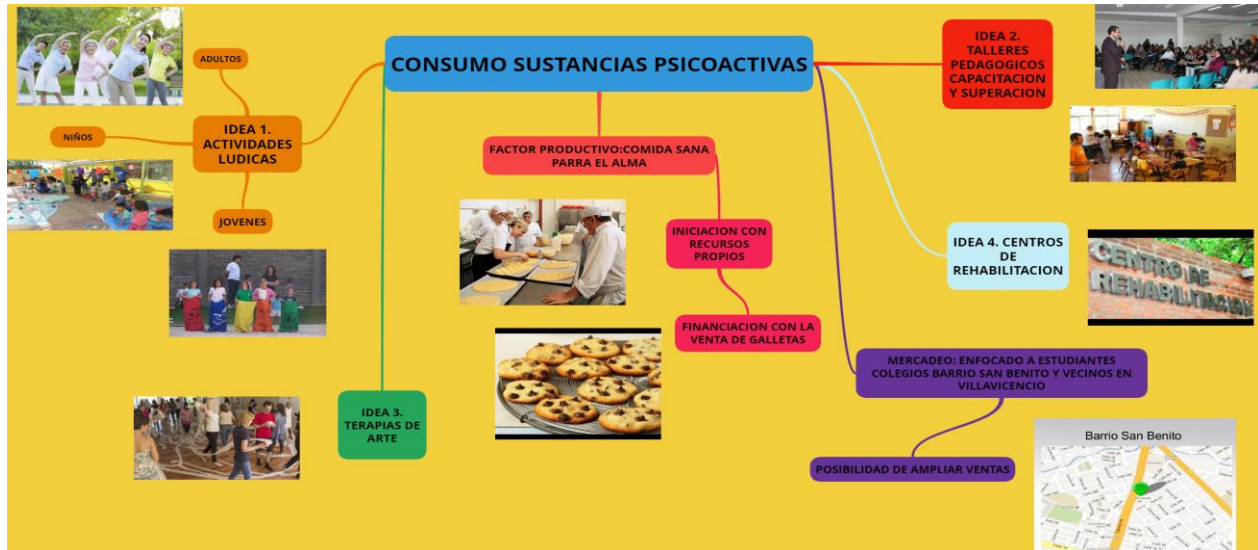 CONSUMO SUSTANCIAS PSICOACTIVAS
ADULTOS
NIÑOS
IDEA 1.
ACTIVIDADES
LUDICAS
JOVENES
FACTOR PRODUCTIVO:COMIDA SANA
PARRA EL ALMA
INICIACION CON
RECURSOS
PROPIOS
FINANCIACION CON LA
VENTA DE GALLETAS
IDEA 3.
TERAPIAS DE
ARTE
IDEA 2.
TALLERES
PEDAGOGICOS
CAPACITACION
Y SUPERACION
IDEA 4. CENTROS
DE
REHABILITACION
CENTRO DE
REHABILITACION
MERCADEO: ENFOCADO A ESTUDIANTES
COLEGIOS BARRIO SAN BENITO Y VECINOS EN
VILLAVICENCIO
POSIBILIDAD DE AMPLIAR VENTAS
Barrio San Benito